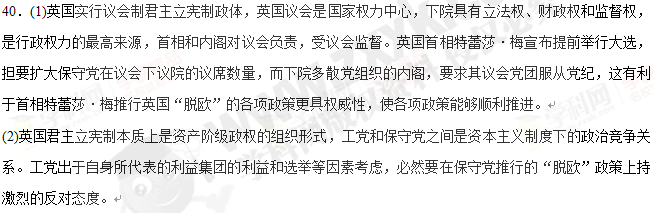 40．(1)英国实行议会制君主立宪制政体，英国议会是国家权力中心，下院具有立法权、财政权和监督权，
是行政权力的最高来源，首相和内阁对议会负责，受议会监督。英国首相特蕾莎·梅宣布提前举行大选，
担要扩大保守党在议会下议院的议席数量，而下院多散党组织的内阁，要求其议会党团服从党纪，这有利
于首相特蕾莎·梅推行英国“脱欧”的各项政策更具权威性，使各项政策能够顺利推进。
(2)英国君主立宪制本质上是资产阶级政权的组织形式，工党和保守党之间是资本主义制度下的政治竞争关
系。工党出于自身所代表的利益集团的利益和选举等因素考虑，必然要在保守党推行的“脱欧”政策上持
激烈的反对态度。